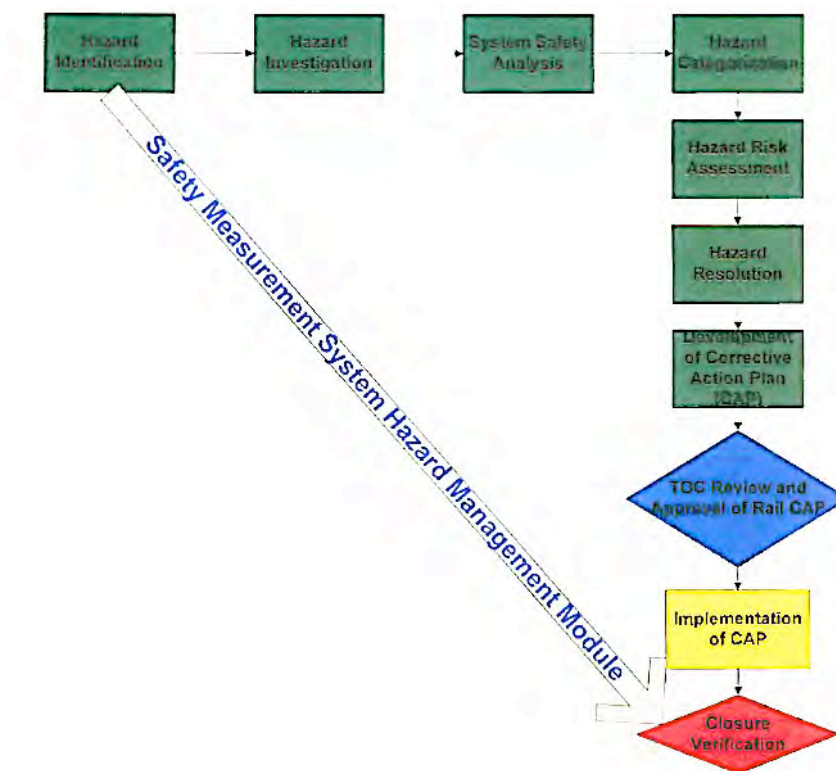 Hazard
Identification
Hazard
Investigation
System Safety
Analysis
Hazard
Categorization
Hazard Risk
Assessment
Hazard
Resolution
Development
of Corrective
Action Plan
(CAP)
TOC Review and
Approval of Rail CAP
Implementation
of CAP
Closure
Verification
Safety Measurement System Hazard Management Module